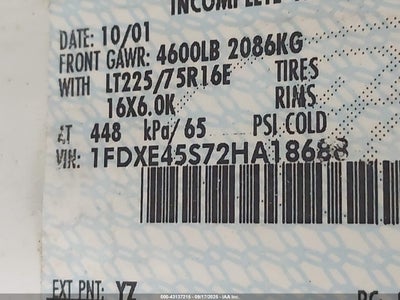 INCOMPLETE
DATE: 10/01
FRONT GAWR: 4600LB 2086KG
WITH LT225/75R16E TIRES
16X6.0K RIMS
AT 448 kPa/65 PSI COLD
VIN: 1FDXE45S72HA18688
EXT PNT: YZ